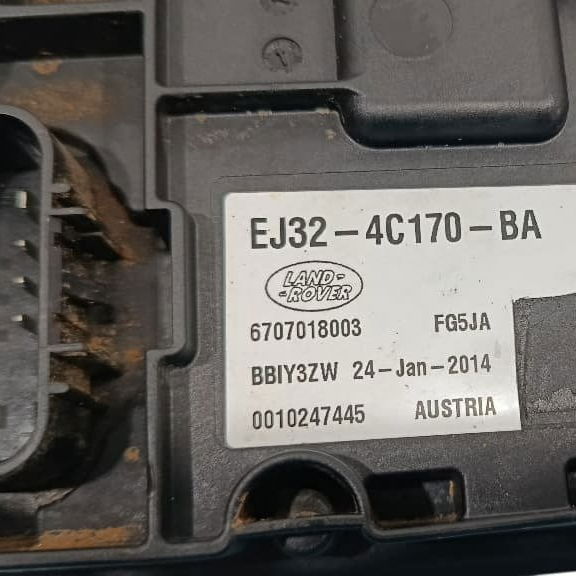 EJ32-4C170-BA
LAND-
-ROVER
6707018003 FG5JA
BBIY3ZW 24-Jan-2014
0010247445 AUSTRIA